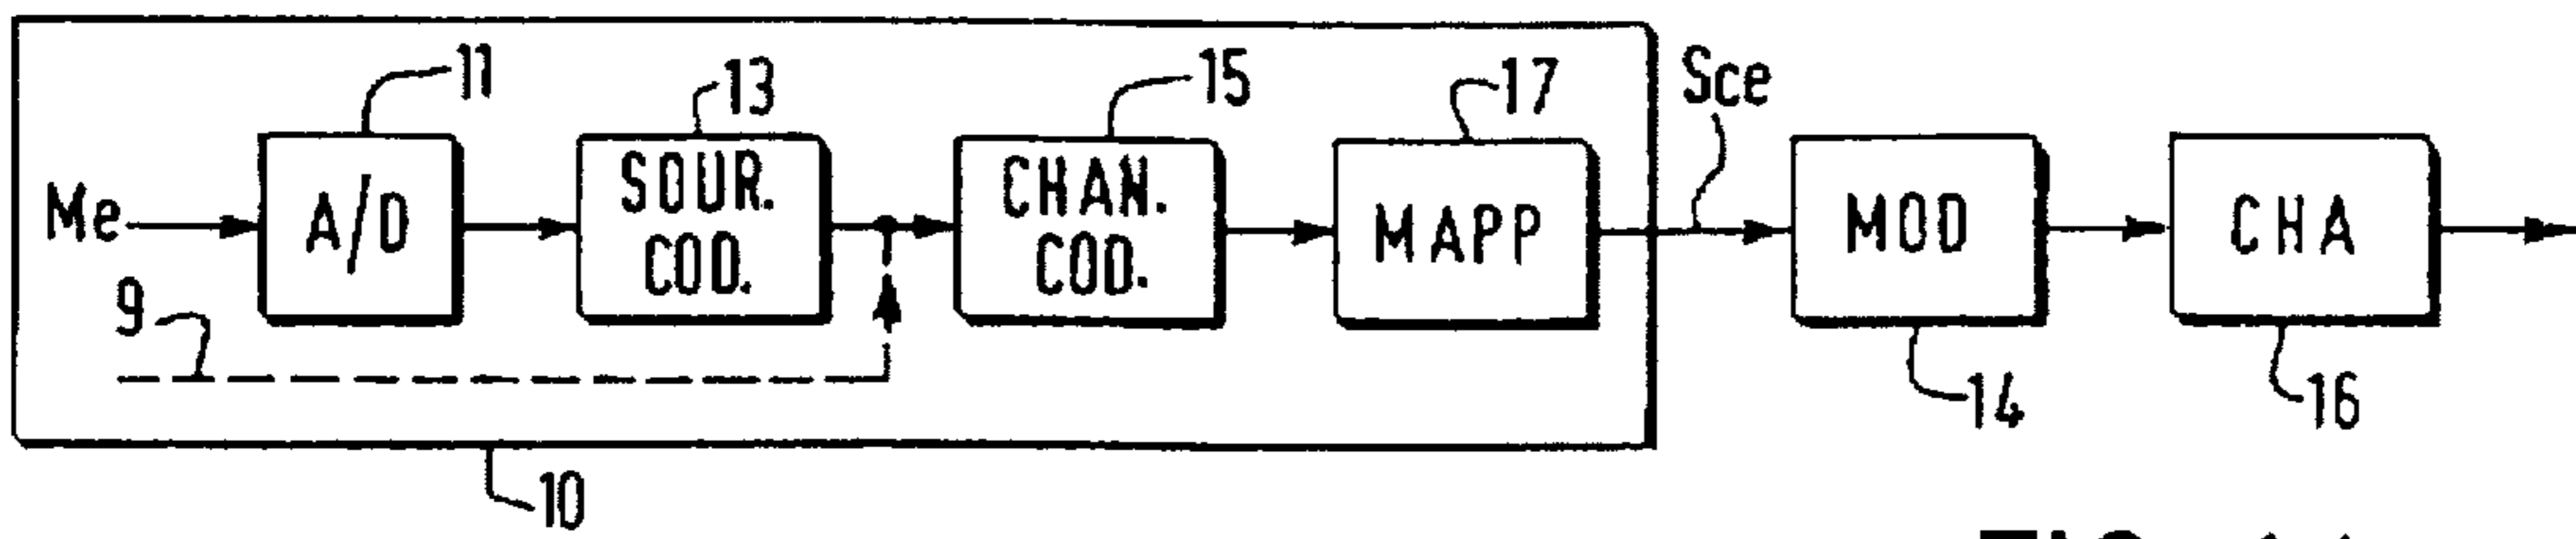 11
13
15
17
Sce
Me
A/D
SOUR.
COD.
CHAN.
COD.
MAPP
MOD
CHA
9
14
16
10